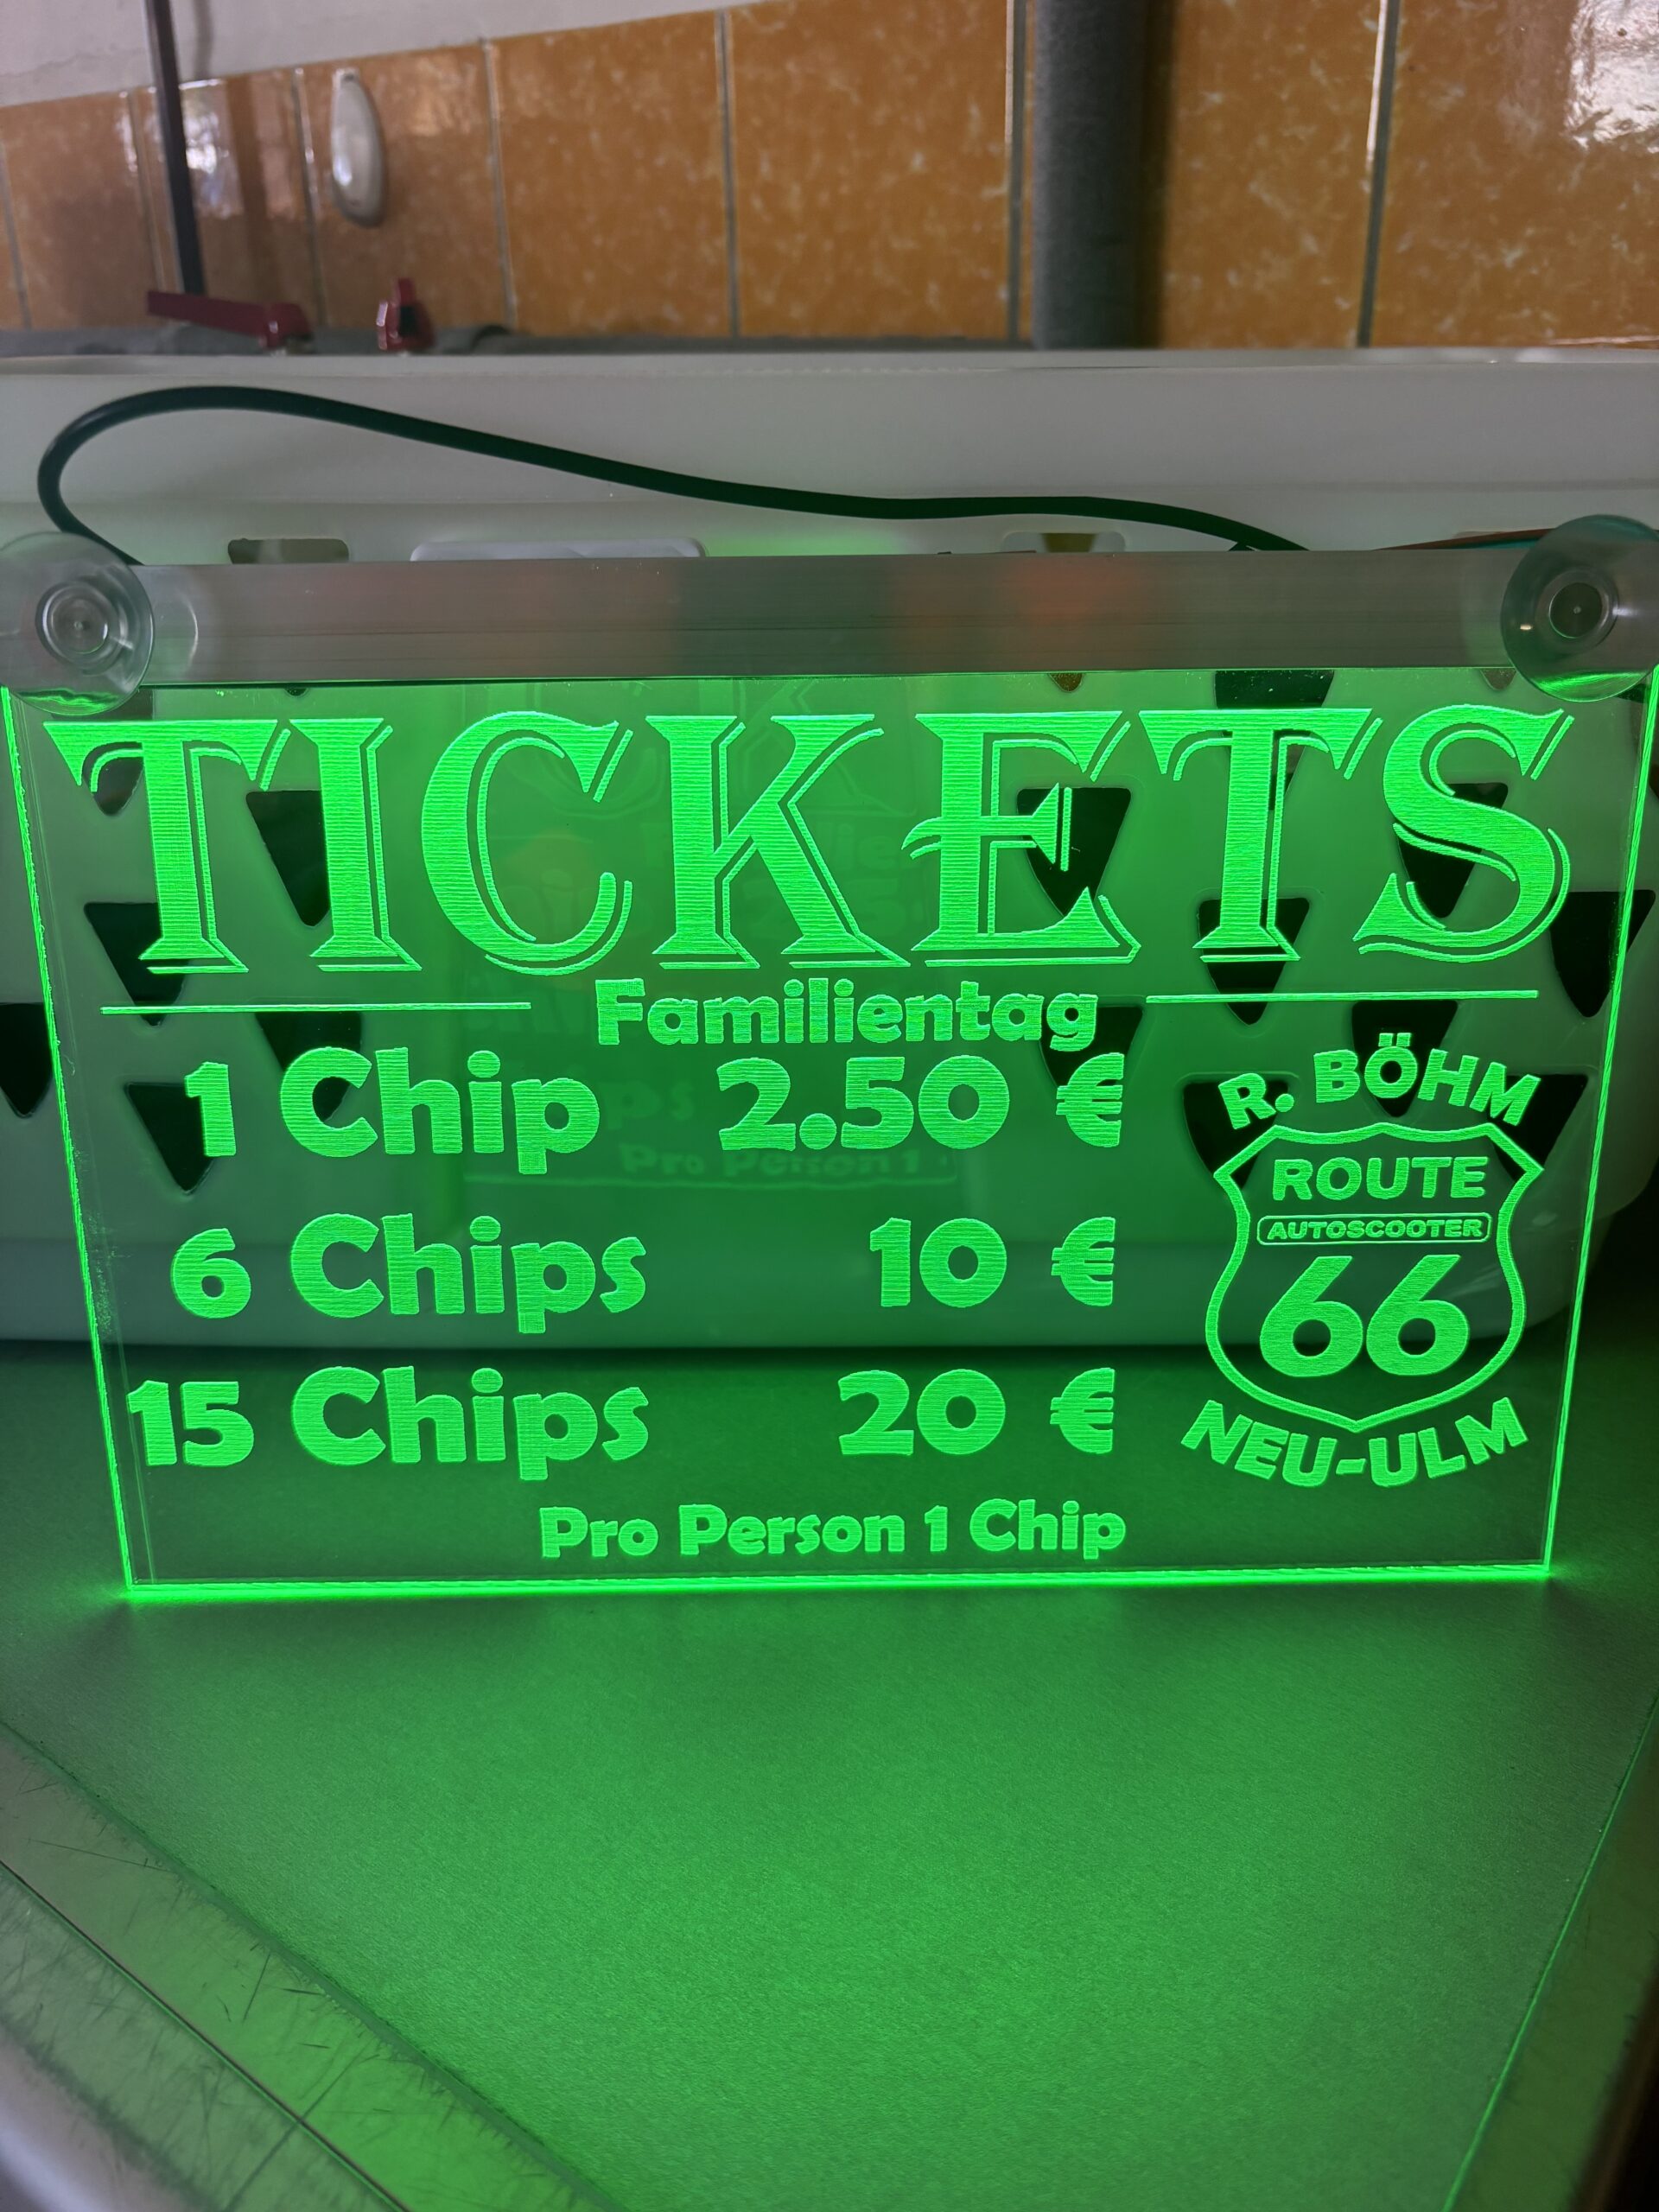 TICKETS
Familientag
1 Chip 2.50 €
6 Chips 10 €
15 Chips 20 €
Pro Person 1 Chip
R. BÖHM
ROUTE
AUTOSCOOTER
66
NEU-ULM